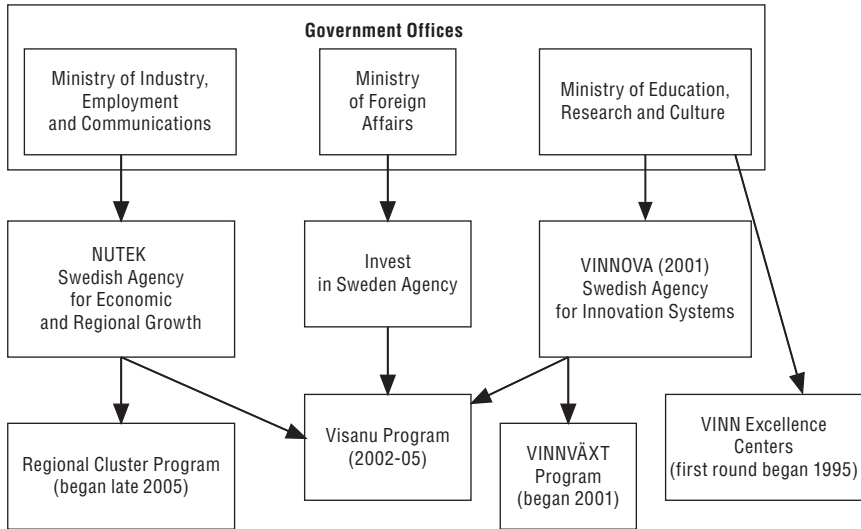 Government Offices
Ministry of Industry,
Employment
and Communications
Ministry
of Foreign
Affairs
Ministry of Education,
Research and Culture
NUTEK
Swedish Agency
for Economic
and Regional Growth
Invest
in Sweden Agency
VINNOVA (2001)
Swedish Agency
for Innovation Systems
Regional Cluster Program
(began late 2005)
Visanu Program
(2002-05)
VINNVÄXT
Program
(began 2001)
VINN Excellence
Centers
(first round began 1995)